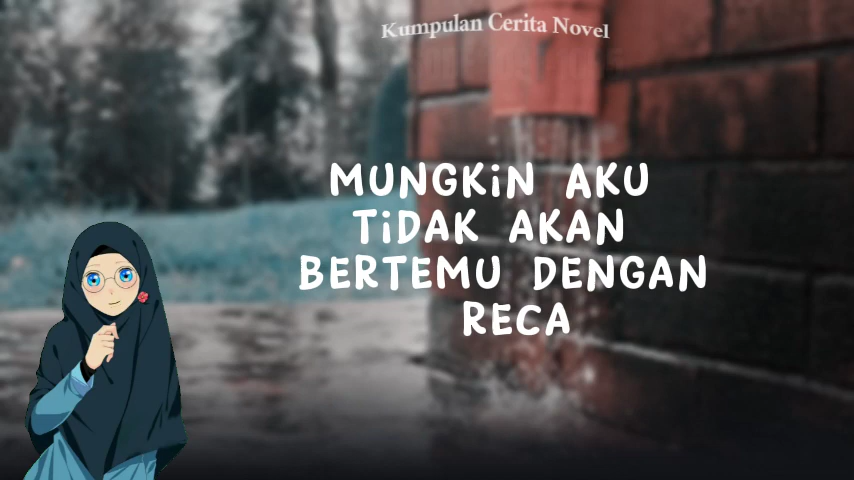 Kumpulan Cerita Novel
MUNGKiN AKU
TiDAK AKAN
BERTEMU DENGAN
RECA